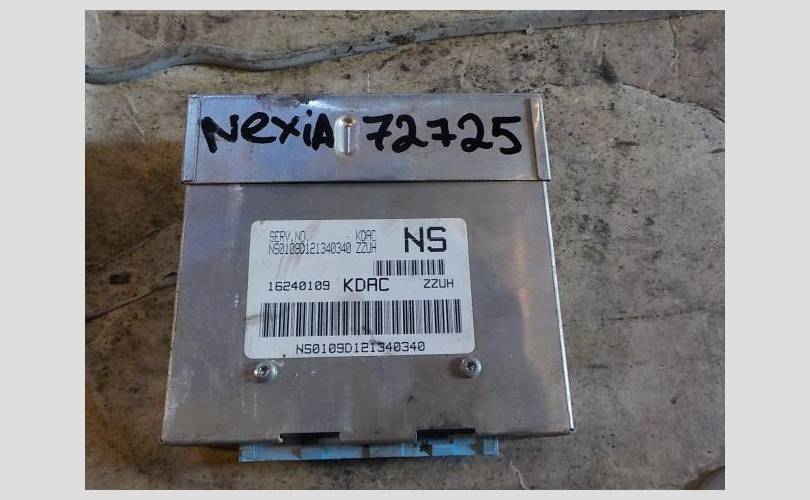 Nexia 72725
SERV.NO. - KDAC NS
NS0109D121340340 ZZUH
16240109 KDAC ZZUH
NS0109D121340340